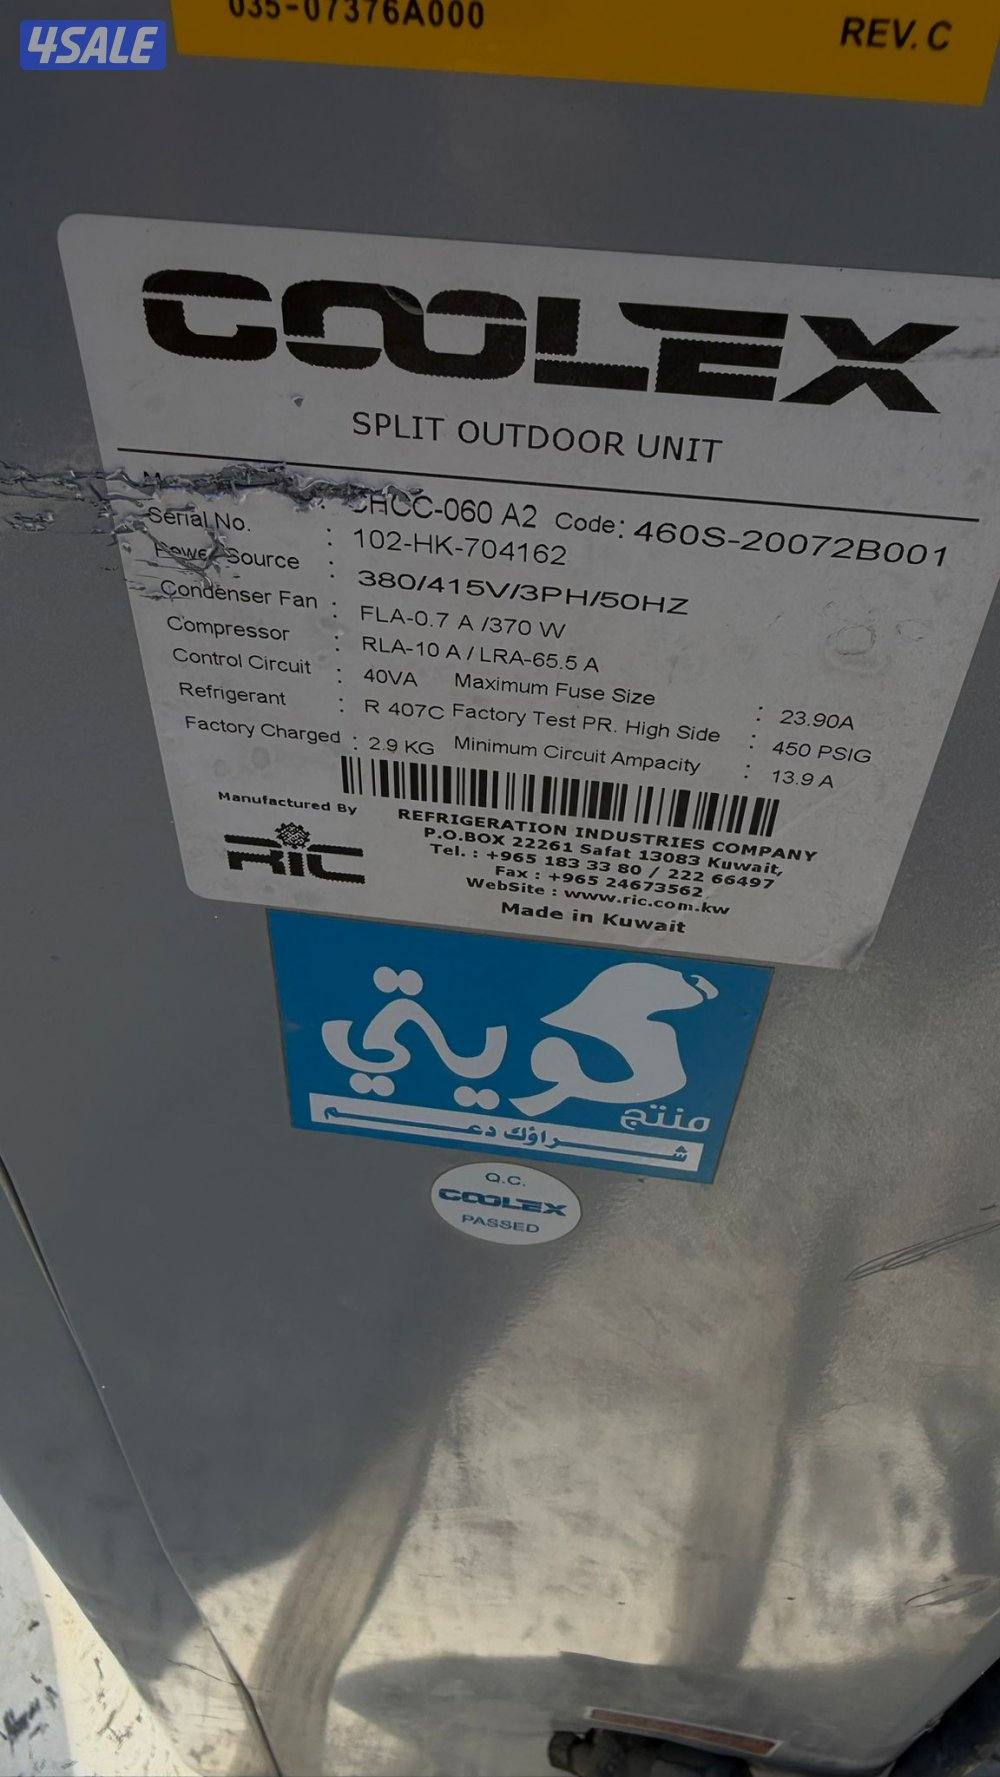 035-07376A000
REV. C
4SALE
COOLEX
SPLIT OUTDOOR UNIT
CHCC-060 A2 Code: 460S-20072B001
Serial No. : 102-HK-704162
Power Source : 380/415V/3PH/50HZ
Condenser Fan : FLA-0.7 A /370 W
Compressor : RLA-10 A / LRA-65.5 A
Control Circuit : 40VA Maximum Fuse Size : 23.90A
Refrigerant : R 407C Factory Test PR. High Side : 450 PSIG
Factory Charged : 2.9 KG Minimum Circuit Ampacity : 13.9 A
Manufactured By
RIC
REFRIGERATION INDUSTRIES COMPANY
P.O.BOX 22261 Safat 13083 Kuwait,
Tel. : +965 183 33 80 / 222 66497
Fax : +965 24673562
WebSite : www.ric.com.kw
Made in Kuwait
كويتي
منتج
شراؤك دعم
Q.C.
COOLEX
PASSED